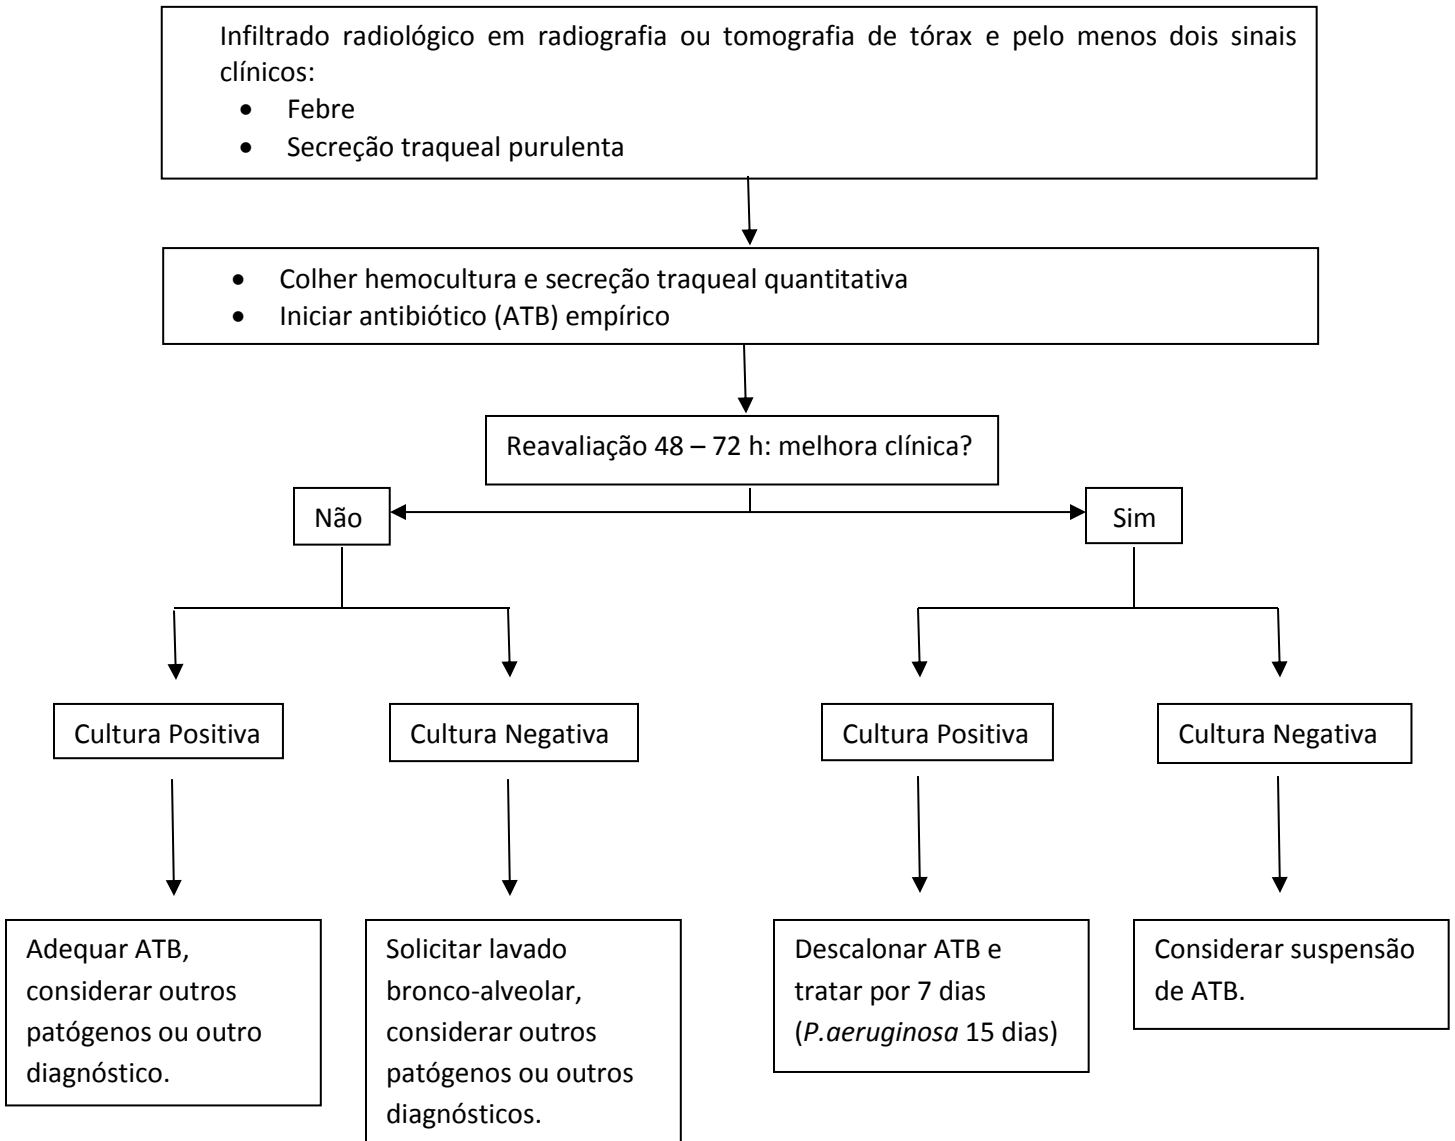 Infiltrado radiológico em radiografia ou tomografia de tórax e pelo menos dois sinais
clínicos:
• Febre
• Secreção traqueal purulenta
• Colher hemocultura e secreção traqueal quantitativa
• Iniciar antibiótico (ATB) empírico
Reavaliação 48 – 72 h: melhora clínica?
Não
Sim
Cultura Positiva
Cultura Negativa
Cultura Positiva
Cultura Negativa
Adequar ATB,
considerar outros
patógenos ou outro
diagnóstico.
Solicitar lavado
bronco-alveolar,
considerar outros
patógenos ou outros
diagnósticos.
Descalonar ATB e
tratar por 7 dias
(P.aeruginosa 15 dias)
Considerar suspensão
de ATB.